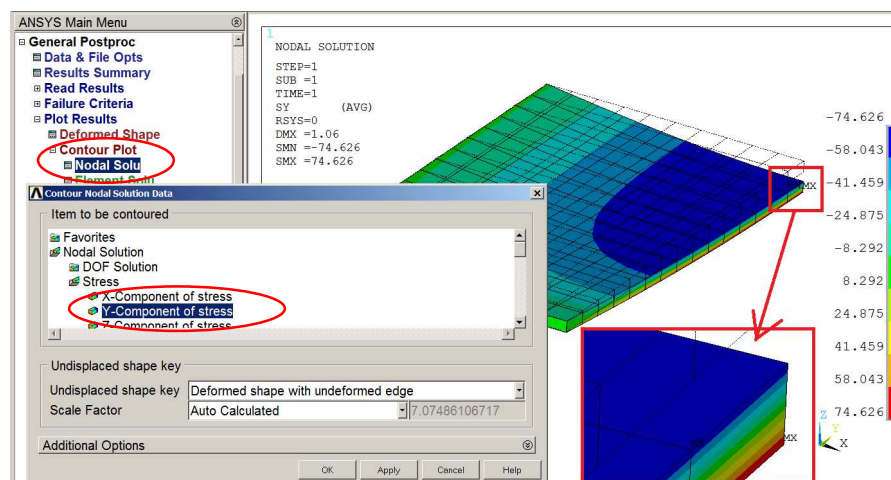 ANSYS Main Menu
General Postproc
Data & File Opts
Results Summary
Read Results
Failure Criteria
Plot Results
Deformed Shape
Contour Plot
Nodal Solu
Element Solu
1
NODAL SOLUTION
STEP=1
SUB =1
TIME=1
SY (AVG)
RSYS=0
DMX =1.06
SMN =-74.626
SMX =74.626
MX
-74.626
-58.043
-41.459
-24.875
-8.292
8.292
24.875
41.459
58.043
74.626
Z
Y
X
MX
Contour Nodal Solution Data
Item to be contoured
Favorites
Nodal Solution
DOF Solution
Stress
X-Component of stress
Y-Component of stress
Z-Component of stress
Undisplaced shape key
Undisplaced shape key Deformed shape with undeformed edge
Scale Factor Auto Calculated 7.07486106717
Additional Options
OK Apply Cancel Help